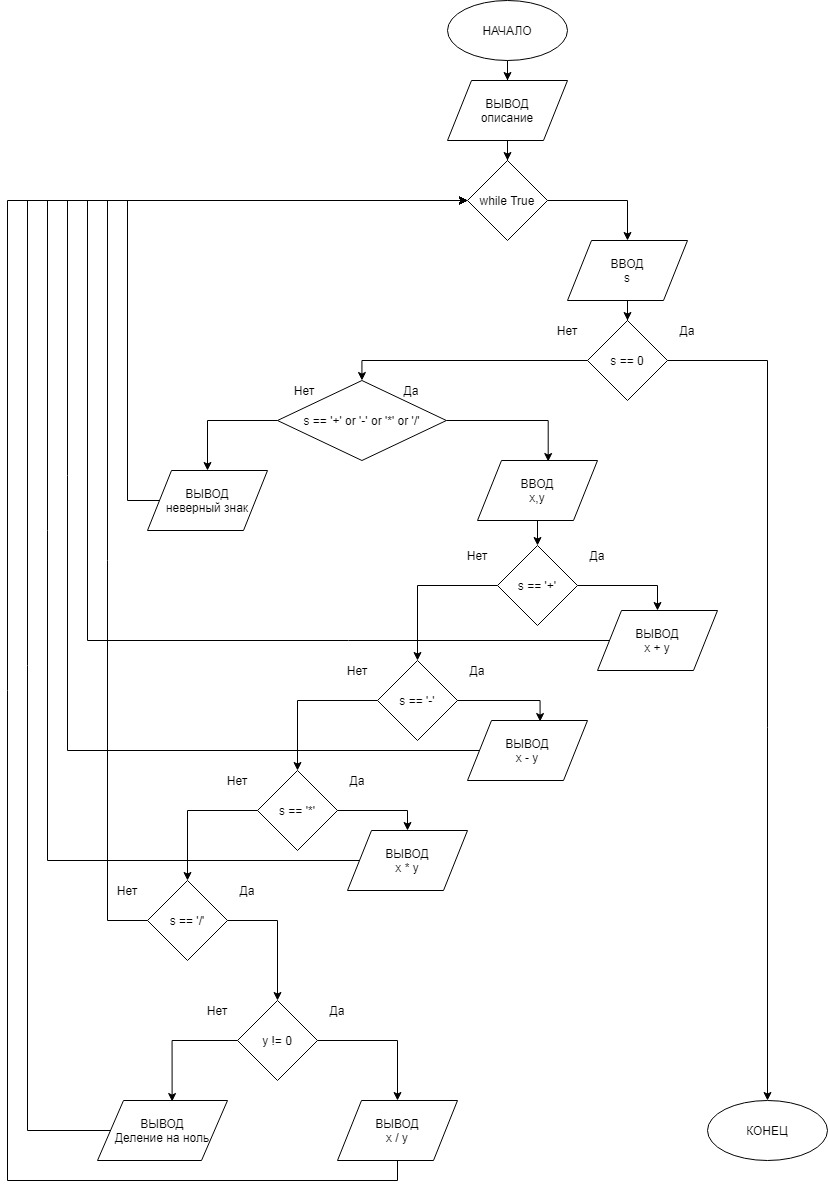 НАЧАЛО
ВЫВОД
описание
while True
ВВОД
s
Нет
Да
s == 0
Нет
Да
s == '+' or '-' or '*' or '/'
ВЫВОД
неверный знак
ВВОД
x,y
Нет
Да
s == '+'
ВЫВОД
x + y
Нет
Да
s == '-'
ВЫВОД
x - y
Нет
Да
s == '*'
ВЫВОД
x * y
Нет
Да
s == '/'
Нет
Да
y != 0
ВЫВОД
Деление на ноль
ВЫВОД
x / y
КОНЕЦ